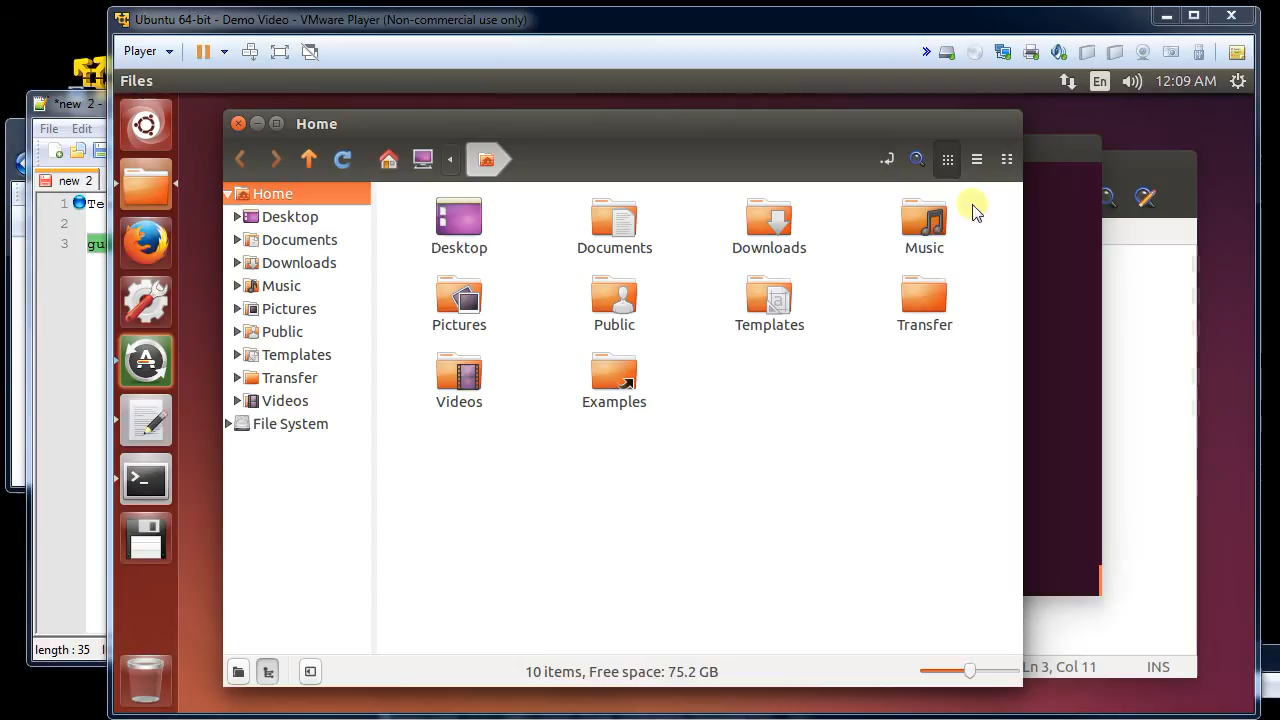 Ubuntu 64-bit - Demo Video - VMware Player (Non-commercial use only)
Player
Files
En
12:09 AM
*new 2 -
File Edit
new 2
1 Te
2
3 gu
length : 35 l
Home
Home
Desktop
Documents
Downloads
Music
Pictures
Public
Templates
Transfer
Videos
File System
Desktop
Documents
Downloads
Music
Pictures
Public
Templates
Transfer
Videos
Examples
10 items, Free space: 75.2 GB
Ln 3, Col 11
INS